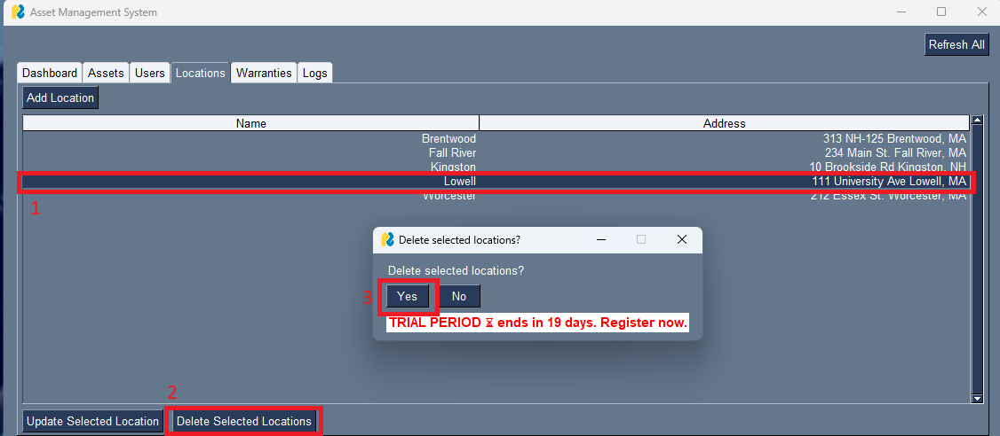 Asset Management System
Refresh All
Dashboard Assets Users Locations Warranties Logs
Add Location
Name Address
Brentwood 313 NH-125 Brentwood, MA
Fall River 234 Main St. Fall River, MA
Kingston 10 Brookside Rd Kingston, NH
Lowell 111 University Ave Lowell, MA
1
Worcester 212 Essex St. Worcester, MA
Delete selected locations?
Delete selected locations?
3 Yes No
TRIAL PERIOD ⏳ ends in 19 days. Register now.
2
Update Selected Location Delete Selected Locations